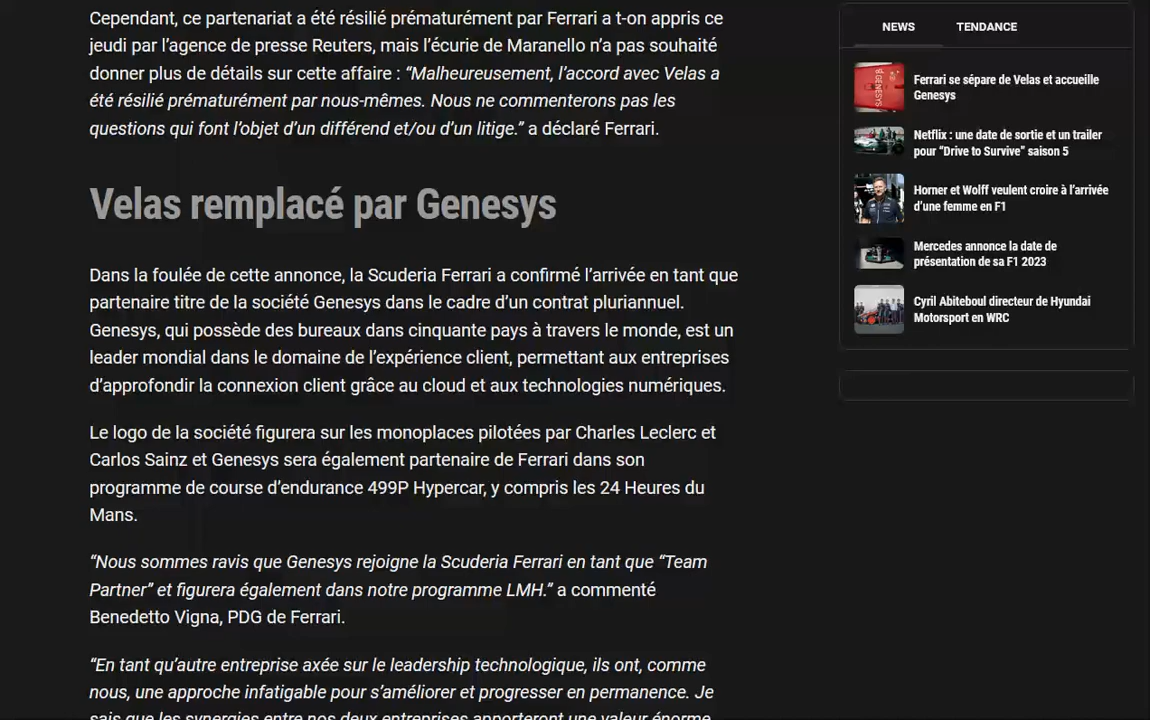 Cependant, ce partenariat a été résilié prématurément par Ferrari a t-on appris ce
jeudi par l’agence de presse Reuters, mais l’écurie de Maranello n’a pas souhaité
donner plus de détails sur cette affaire : “Malheureusement, l’accord avec Velas a
été résilié prématurément par nous-mêmes. Nous ne commenterons pas les
questions qui font l’objet d’un différend et/ou d’un litige.” a déclaré Ferrari.
Velas remplacé par Genesys
Dans la foulée de cette annonce, la Scuderia Ferrari a confirmé l’arrivée en tant que
partenaire titre de la société Genesys dans le cadre d’un contrat pluriannuel.
Genesys, qui possède des bureaux dans cinquante pays à travers le monde, est un
leader mondial dans le domaine de l’expérience client, permettant aux entreprises
d’approfondir la connexion client grâce au cloud et aux technologies numériques.
Le logo de la société figurera sur les monoplaces pilotées par Charles Leclerc et
Carlos Sainz et Genesys sera également partenaire de Ferrari dans son
programme de course d’endurance 499P Hypercar, y compris les 24 Heures du
Mans.
“Nous sommes ravis que Genesys rejoigne la Scuderia Ferrari en tant que “Team
Partner” et figurera également dans notre programme LMH.” a commenté
Benedetto Vigna, PDG de Ferrari.
“En tant qu’autre entreprise axée sur le leadership technologique, ils ont, comme
nous, une approche infatigable pour s’améliorer et progresser en permanence. Je
sais que les synergies entre nos deux entreprises apporteront une valeur énorme
NEWS TENDANCE
GENESYS
Ferrari se sépare de Velas et accueille
Genesys
Netflix : une date de sortie et un trailer
pour “Drive to Survive” saison 5
Horner et Wolff veulent croire à l’arrivée
d’une femme en F1
Mercedes annonce la date de
présentation de sa F1 2023
Cyril Abiteboul directeur de Hyundai
Motorsport en WRC